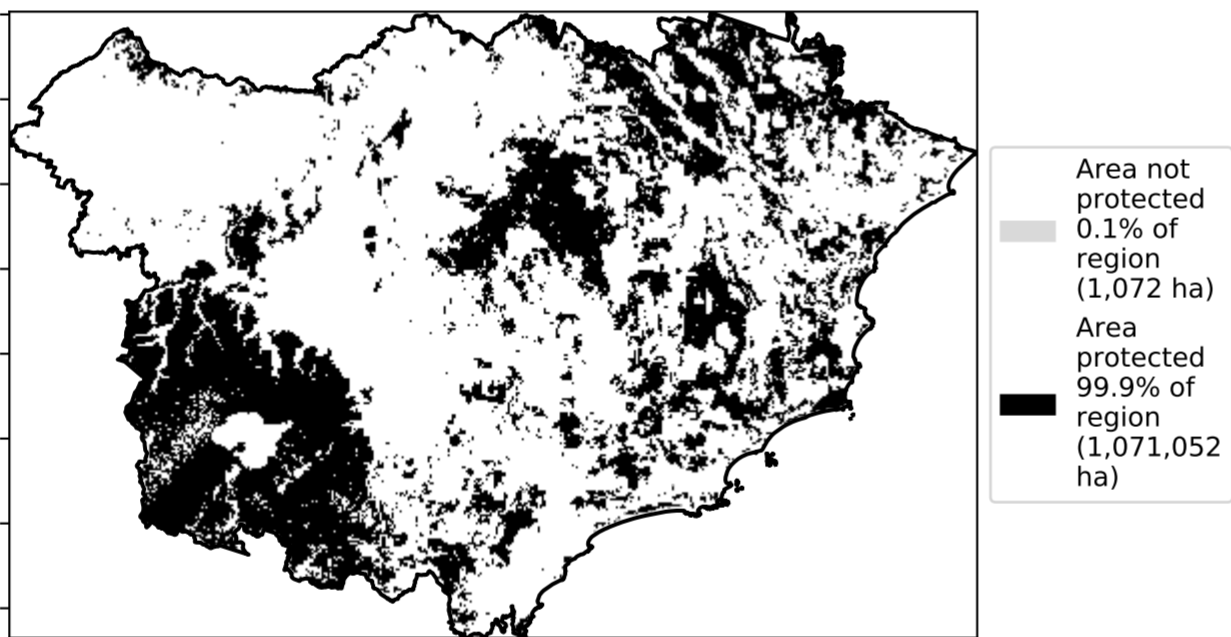 Area not
protected
0.1% of
region
(1,072 ha)
Area
protected
99.9% of
region
(1,071,052
ha)